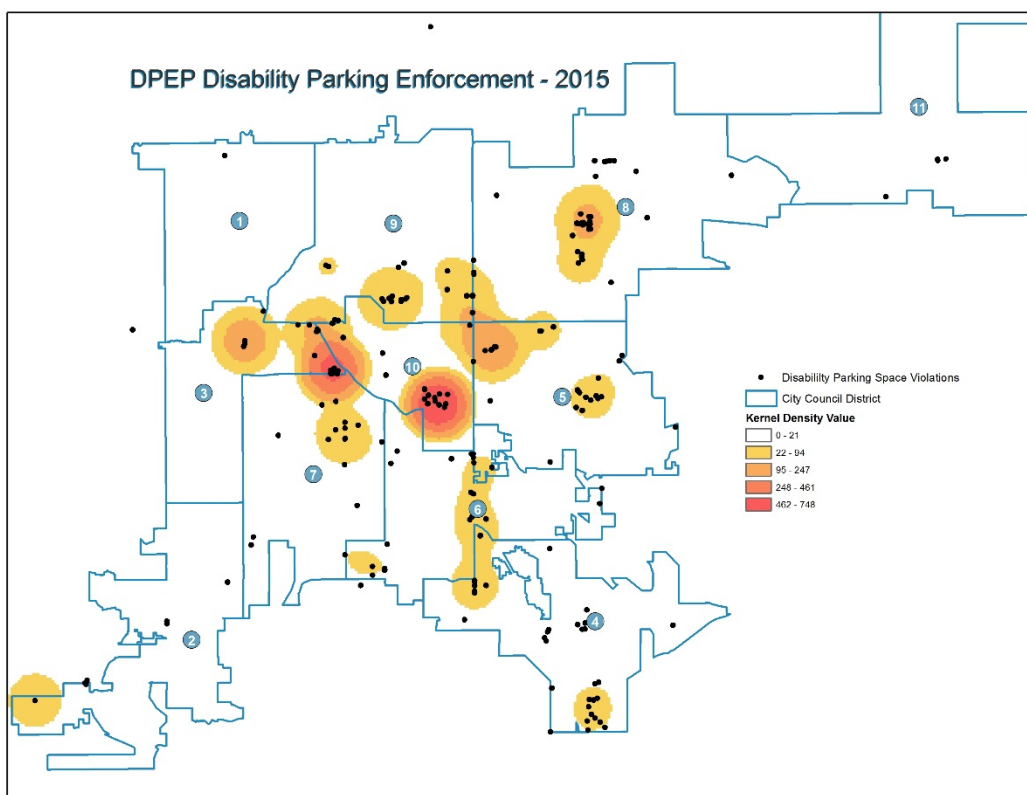 DPEP Disability Parking Enforcement - 2015
11
8
1
9
10
3
5
7
6
4
2
Disability Parking Space Violations
City Council District
Kernel Density Value
0 - 21
22 - 94
95 - 247
248 - 461
462 - 748